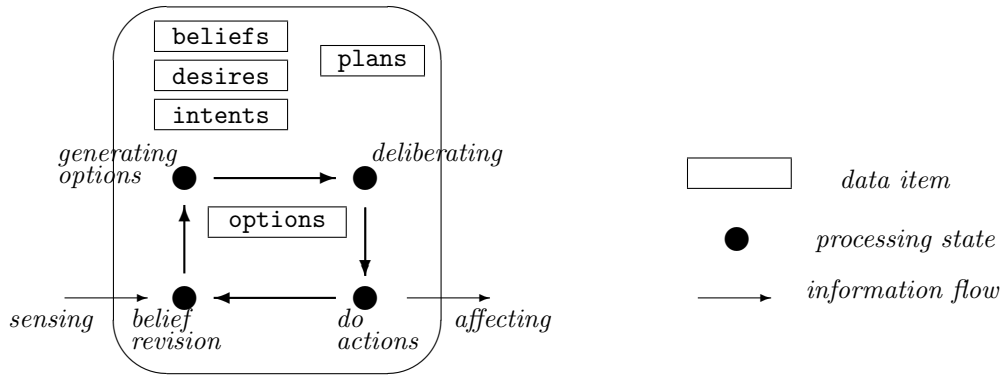 beliefs
plans
desires
intents
generating
options
deliberating
options
sensing
belief
revision
do
actions
affecting
data item
processing state
information flow